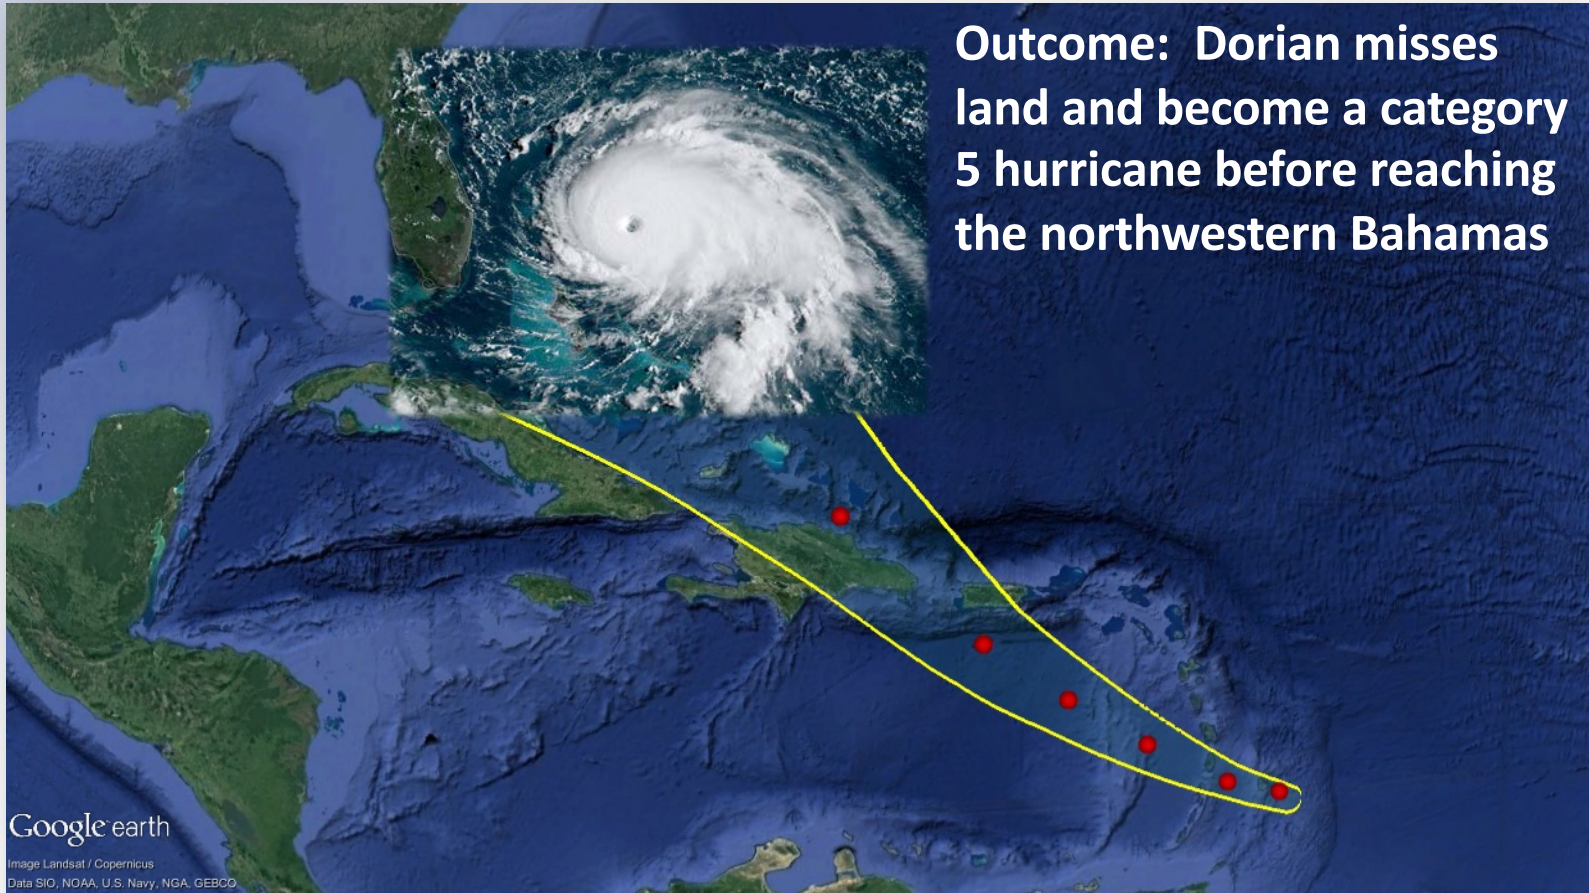 Outcome:  Dorian misses
land and become a category
5 hurricane before reaching
the northwestern Bahamas
Google earth
Image Landsat / Copernicus
Data SIO, NOAA, U.S. Navy, NGA, GEBCO